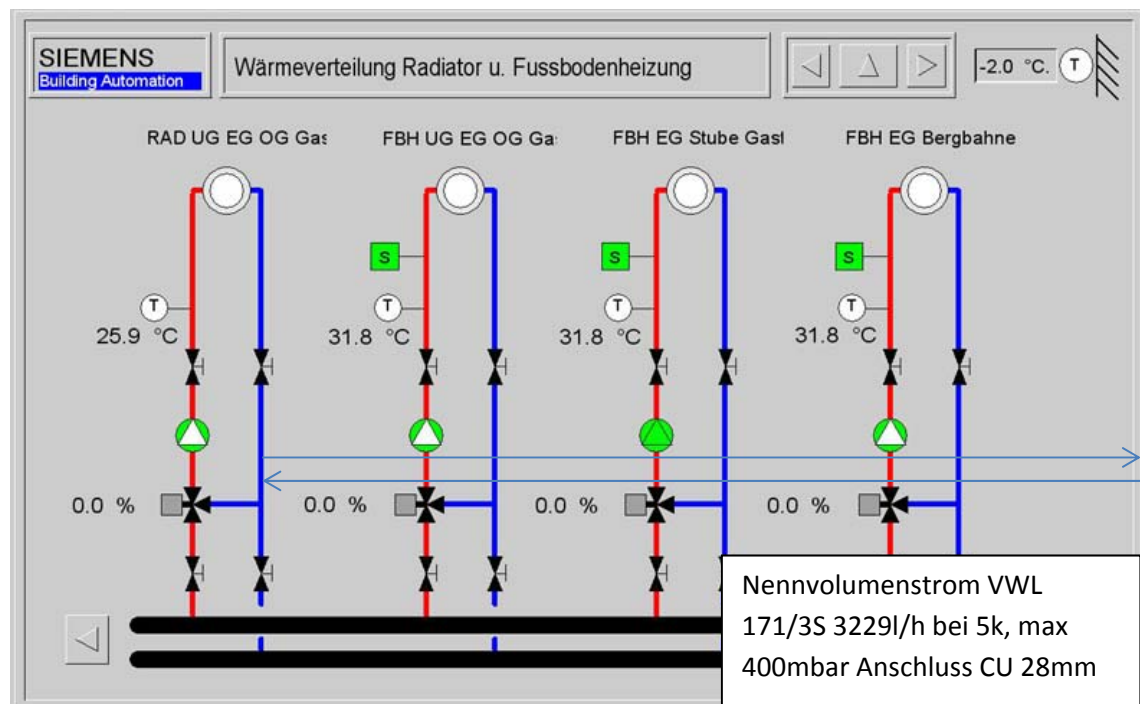 SIEMENS
Building Automation
Wärmeverteilung Radiator u. Fussbodenheizung
-2.0 °C.
T
RAD UG EG OG Gas
FBH UG EG OG Ga
FBH EG Stube Gast
FBH EG Bergbahne
S
S
S
T
T
T
T
25.9 °C
31.8 °C
31.8 °C
31.8 °C
0.0 %
0.0 %
0.0 %
0.0 %
Nennvolumenstrom VWL
171/3S 3229l/h bei 5k, max
400mbar Anschluss CU 28mm